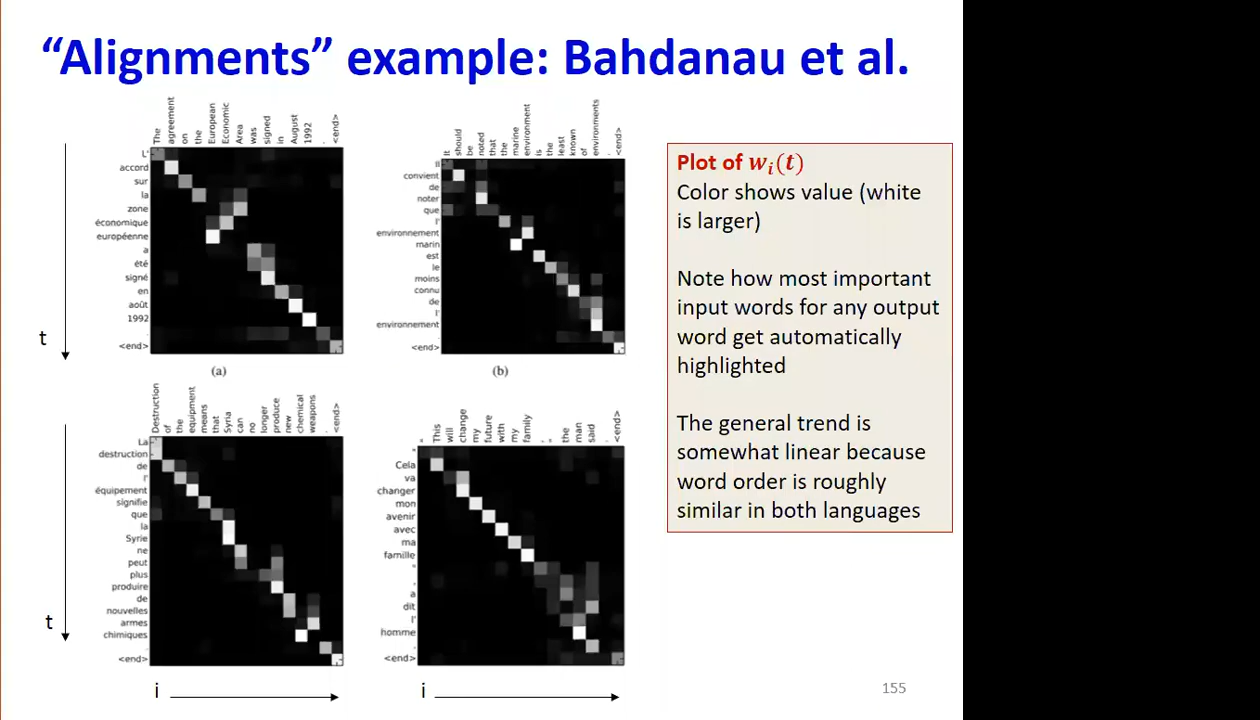 “Alignments” example: Bahdanau et al.
The
agreement
on
the
European
Economic
Area
was
signed
in
August
1992
.
<end>
L'
accord
sur
la
zone
économique
européenne
a
été
signé
en
août
1992
.
<end>
(a)
It
should
be
noted
that
the
marine
environment
is
the
least
known
of
environments
.
<end>
Il
convient
de
noter
que
l'
environnement
marin
est
le
moins
connu
de
l'
environnement
.
<end>
(b)
t
Destruction
of
the
equipment
means
that
Syria
can
no
longer
produce
new
chemical
weapons
.
<end>
La
destruction
de
l'
équipement
signifie
que
la
Syrie
ne
peut
plus
produire
de
nouvelles
armes
chimiques
.
<end>
"
This
will
change
my
future
with
my
family
,
"
the
man
said
.
<end>
"
Cela
va
changer
mon
avenir
avec
ma
famille
"
,
a
dit
l'
homme
.
<end>
t
i
i
Plot of w_i(t)
Color shows value (white
is larger)
Note how most important
input words for any output
word get automatically
highlighted
The general trend is
somewhat linear because
word order is roughly
similar in both languages
155